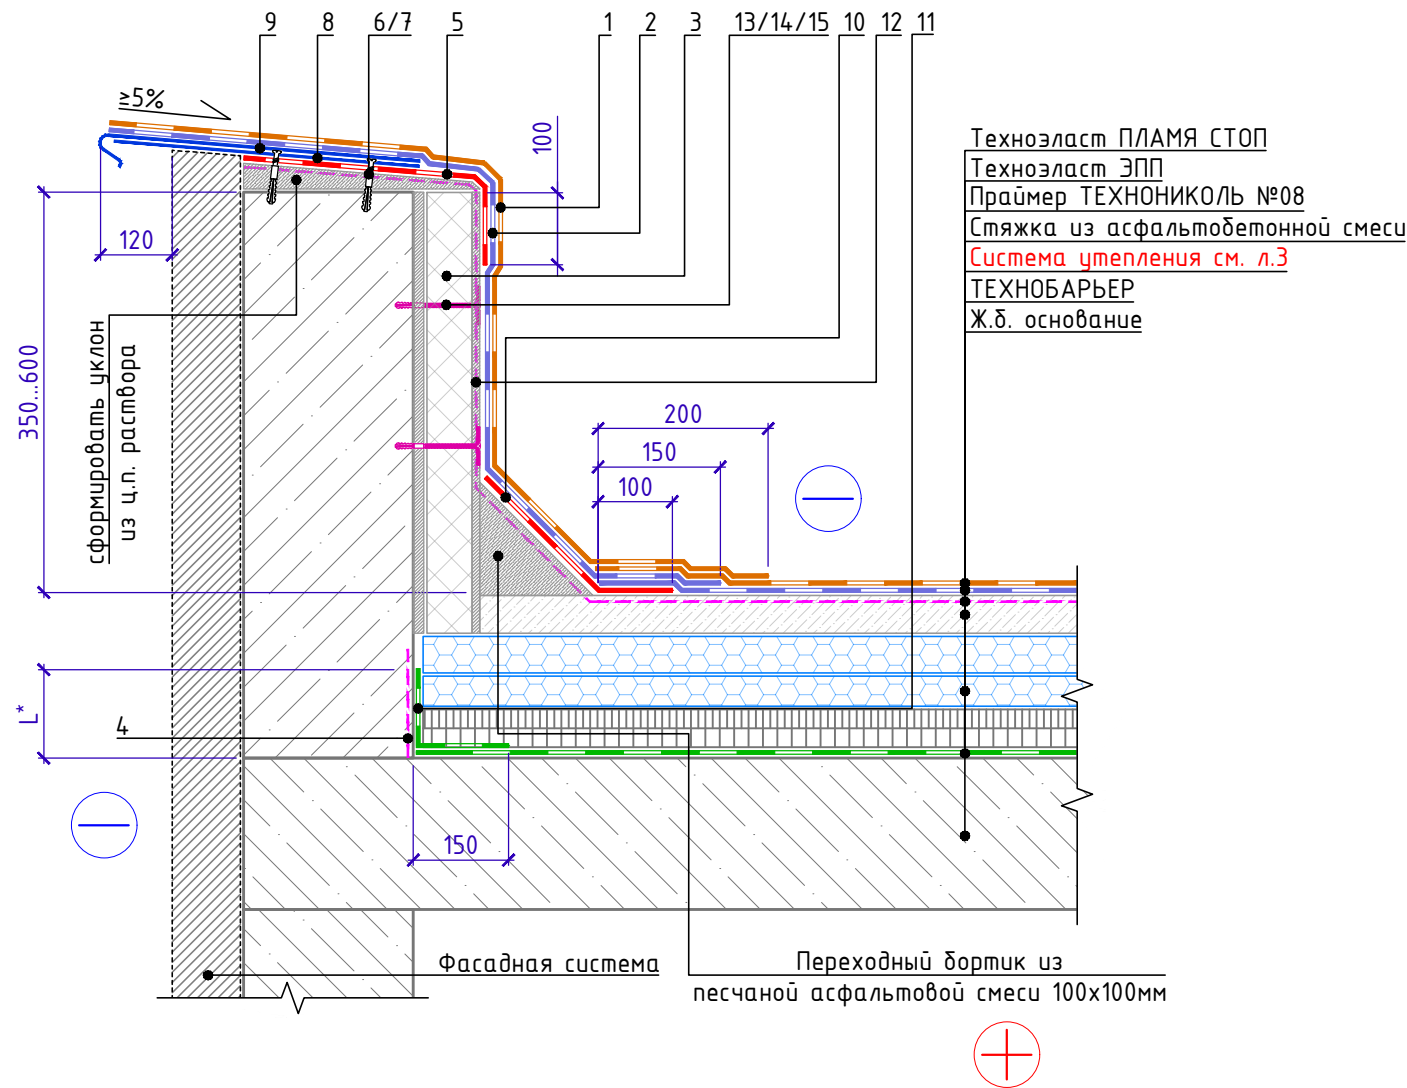 9
8
6/7
5
1
2
3
13/14/15
10
12
11
≥5%
100
Техноэласт ПЛАМЯ СТОП
Техноэласт ЭПП
Праймер ТЕХНОНИКОЛЬ №08
Стяжка из асфальтобетонной смеси
Система утепления см. л.3
ТЕХНОБАРЬЕР
Ж.б. основание
120
350...600
сформировать уклон
из ц.п. раствора
200
150
100
L*
4
150
Фасадная система
Переходный бортик из
песчаной асфальтовой смеси 100х100мм